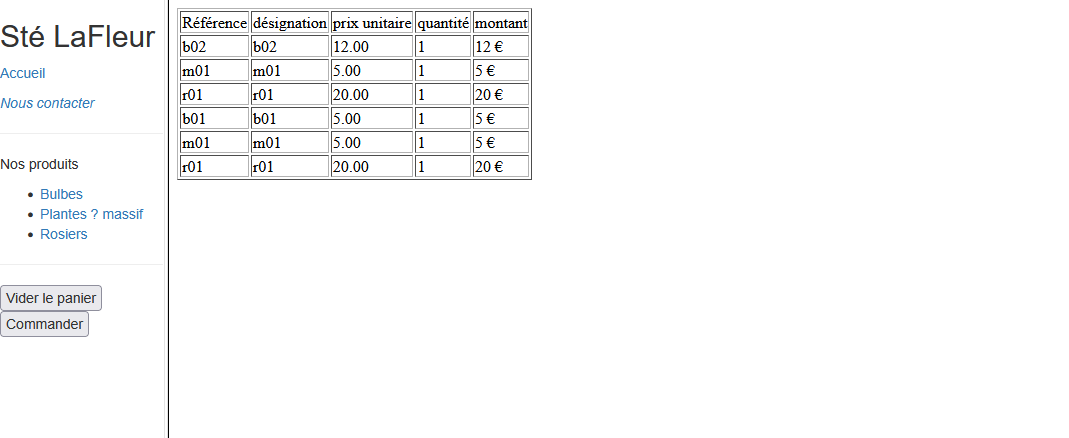 Sté LaFleur
Accueil
Nous contacter
Nos produits
Bulbes
Plantes ? massif
Rosiers
Vider le panier
Commander
Référence désignation prix unitaire quantité montant
b02 b02 12.00 1 12 €
m01 m01 5.00 1 5 €
r01 r01 20.00 1 20 €
b01 b01 5.00 1 5 €
m01 m01 5.00 1 5 €
r01 r01 20.00 1 20 €